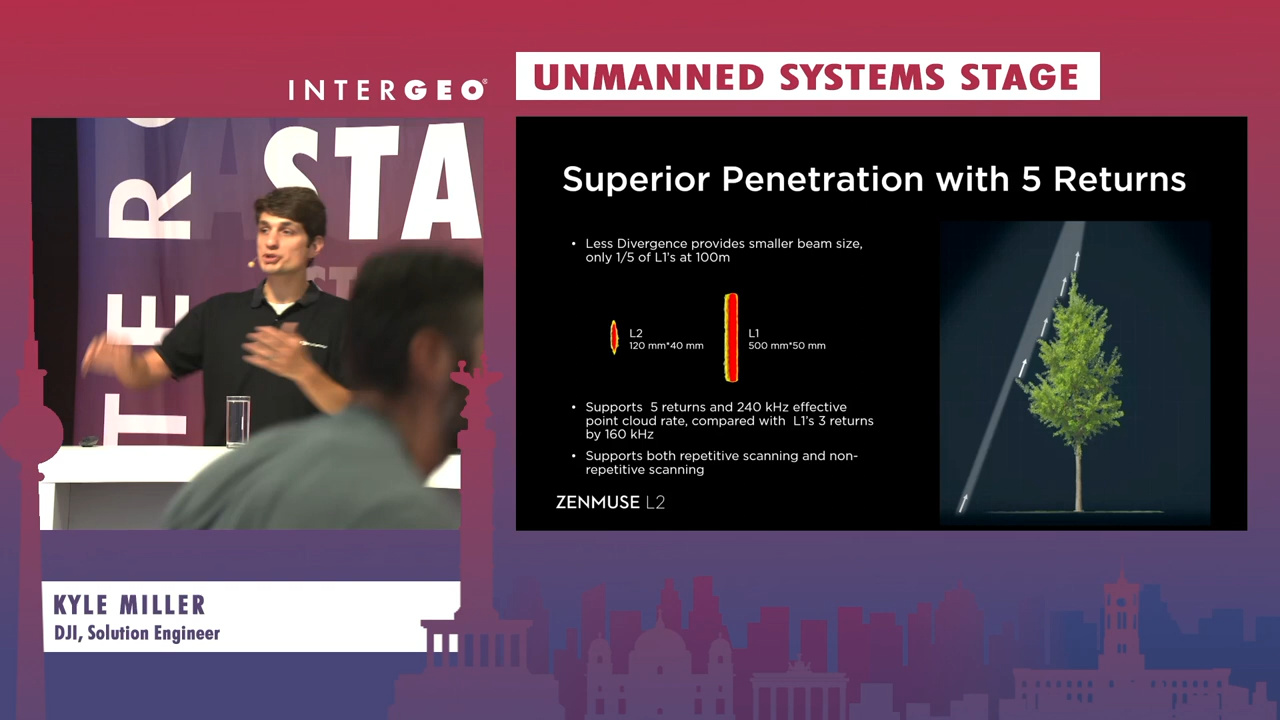 INTERGEO®
UNMANNED SYSTEMS STAGE
STA
ST
T E R
Superior Penetration with 5 Returns
• Less Divergence provides smaller beam size,
only 1/5 of L1's at 100m
L2
120 mm*40 mm
L1
500 mm*50 mm
• Supports 5 returns and 240 kHz effective
point cloud rate, compared with L1's 3 returns
by 160 kHz
• Supports both repetitive scanning and non-
repetitive scanning
ZENMUSE L2
KYLE MILLER
DJI, Solution Engineer